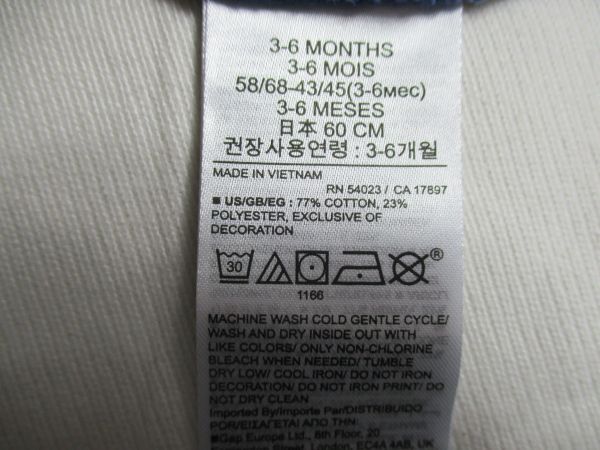 3-6 MONTHS
3-6 MOIS
58/68-43/45(3-6мес)
3-6 MESES
日本 60 CM
권장사용연령 : 3-6개월
MADE IN VIETNAM
RN 54023 / CA 17897
■ US/GB/EG : 77% COTTON, 23%
POLYESTER, EXCLUSIVE OF
DECORATION
30
®
1166
MACHINE WASH COLD GENTLE CYCLE/
WASH AND DRY INSIDE OUT WITH
LIKE COLORS/ ONLY NON-CHLORINE
BLEACH WHEN NEEDED/ TUMBLE
DRY LOW/ COOL IRON/ DO NOT IRON
DECORATION/ DO NOT IRON PRINT/ DO
NOT DRY CLEAN
Imported By/Importe Par/DISTRIBUIDO
POR/ΕΙΣΑΓΕΤΑΙ ΑΠΟ ΤΗΝ:
■Gap Europe Ltd., 6th Floor, 20
London, EC4A 4AB, UK